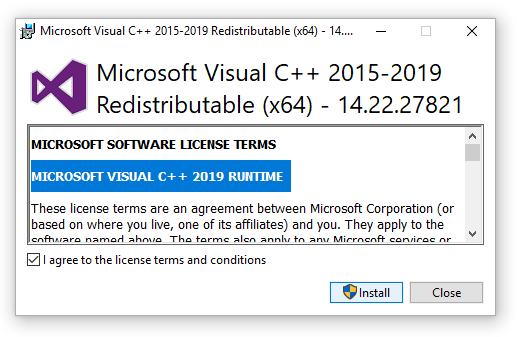 Microsoft Visual C++ 2015-2019 Redistributable (x64) - 14....
Microsoft Visual C++ 2015-2019
Redistributable (x64) - 14.22.27821
MICROSOFT SOFTWARE LICENSE TERMS
MICROSOFT VISUAL C++ 2019 RUNTIME
These license terms are an agreement between Microsoft Corporation (or
based on where you live, one of its affiliates) and you. They apply to the
software named above. The terms also apply to any Microsoft services or
I agree to the license terms and conditions
Install
Close